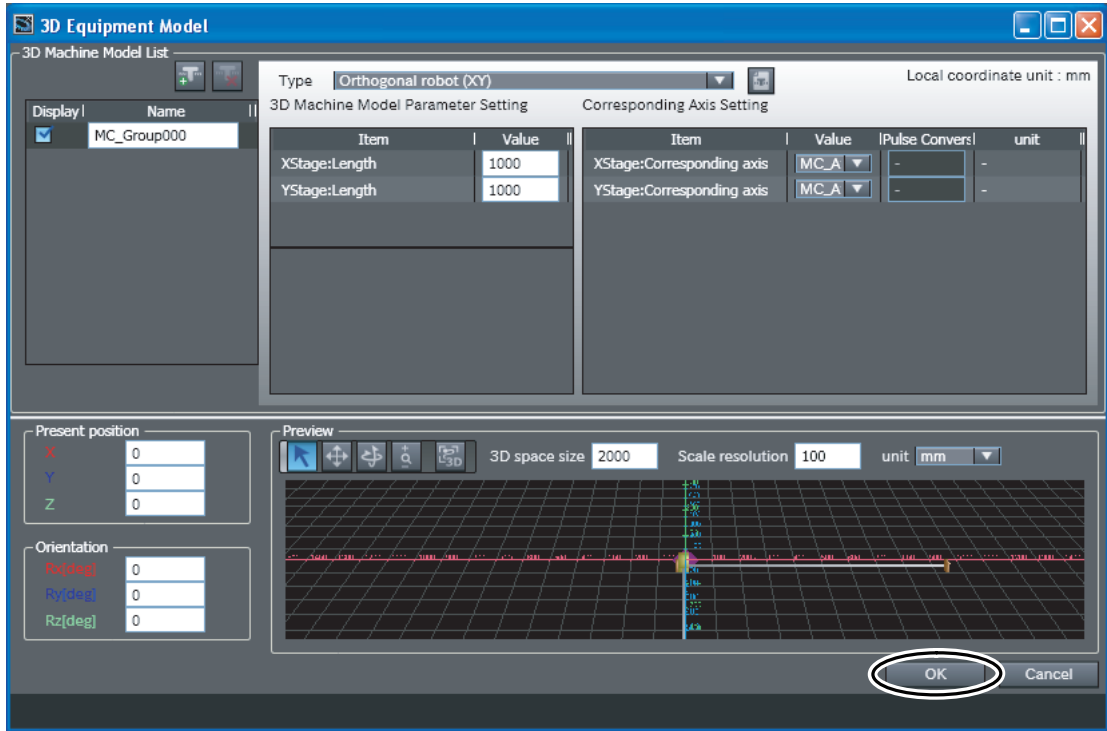 3D Equipment Model
3D Machine Model List
Type Orthogonal robot (XY) Local coordinate unit : mm
3D Machine Model Parameter Setting Corresponding Axis Setting
Display Name
MC_Group000
Item Value
XStage:Length 1000
YStage:Length 1000
Item Value Pulse Convers unit
XStage:Corresponding axis MC_A - -
YStage:Corresponding axis MC_A - -
Present position
X 0
Y 0
Z 0
Orientation
Rx[deg] 0
Ry[deg] 0
Rz[deg] 0
Preview
3D
3D space size 2000 Scale resolution 100 unit mm
OK Cancel